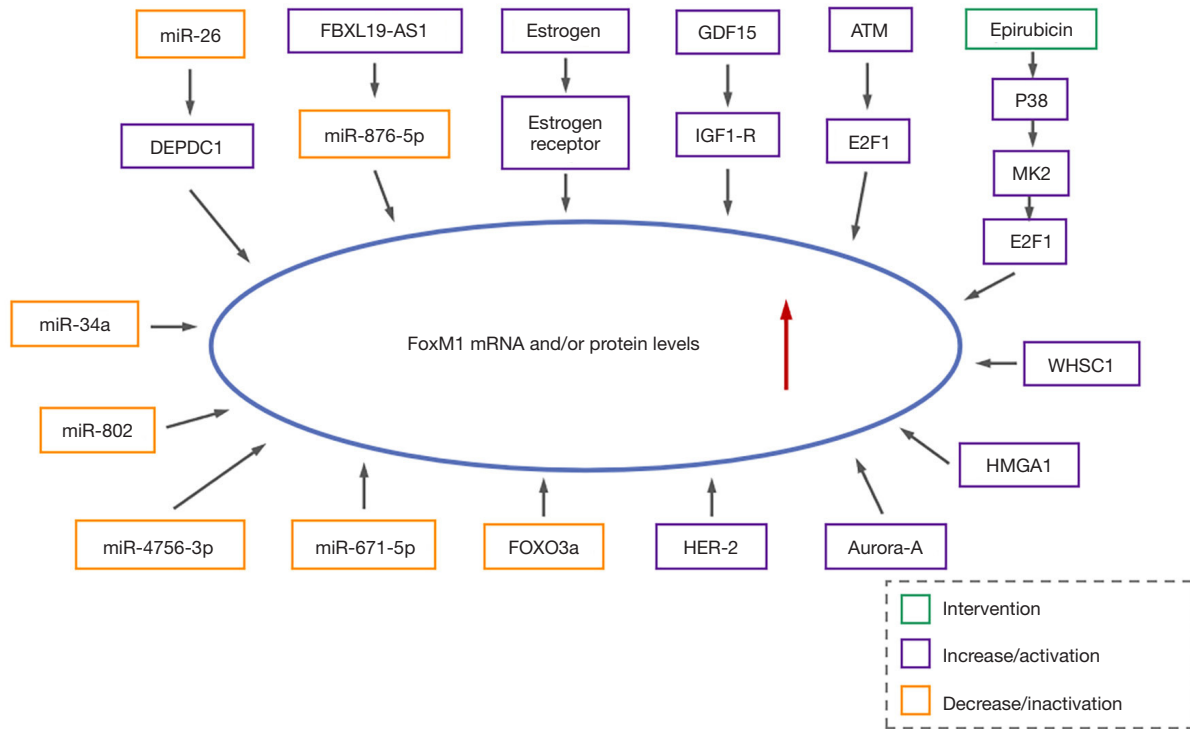 miR-26
FBXL19-AS1
Estrogen
GDF15
ATM
Epirubicin
P38
DEPDC1
miR-876-5p
Estrogen
receptor
IGF1-R
E2F1
MK2
E2F1
miR-34a
FoxM1 mRNA and/or protein levels
WHSC1
miR-802
HMGA1
miR-4756-3p
miR-671-5p
FOXO3a
HER-2
Aurora-A
Intervention
Increase/activation
Decrease/inactivation